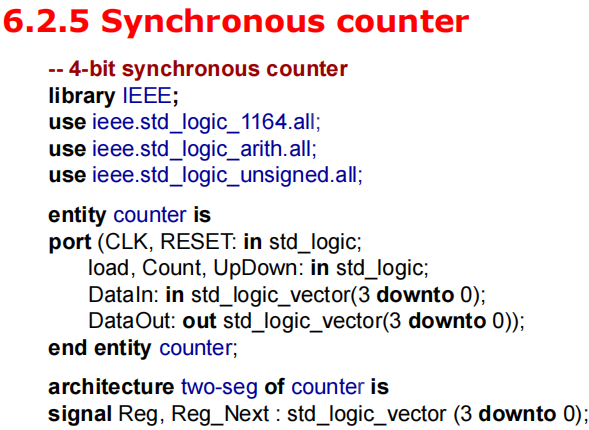 6.2.5 Synchronous counter
-- 4-bit synchronous counter
library IEEE;
use ieee.std_logic_1164.all;
use ieee.std_logic_arith.all;
use ieee.std_logic_unsigned.all;
entity counter is
port (CLK, RESET: in std_logic;
load, Count, UpDown: in std_logic;
DataIn: in std_logic_vector(3 downto 0);
DataOut: out std_logic_vector(3 downto 0));
end entity counter;
architecture two-seg of counter is
signal Reg, Reg_Next : std_logic_vector (3 downto 0);